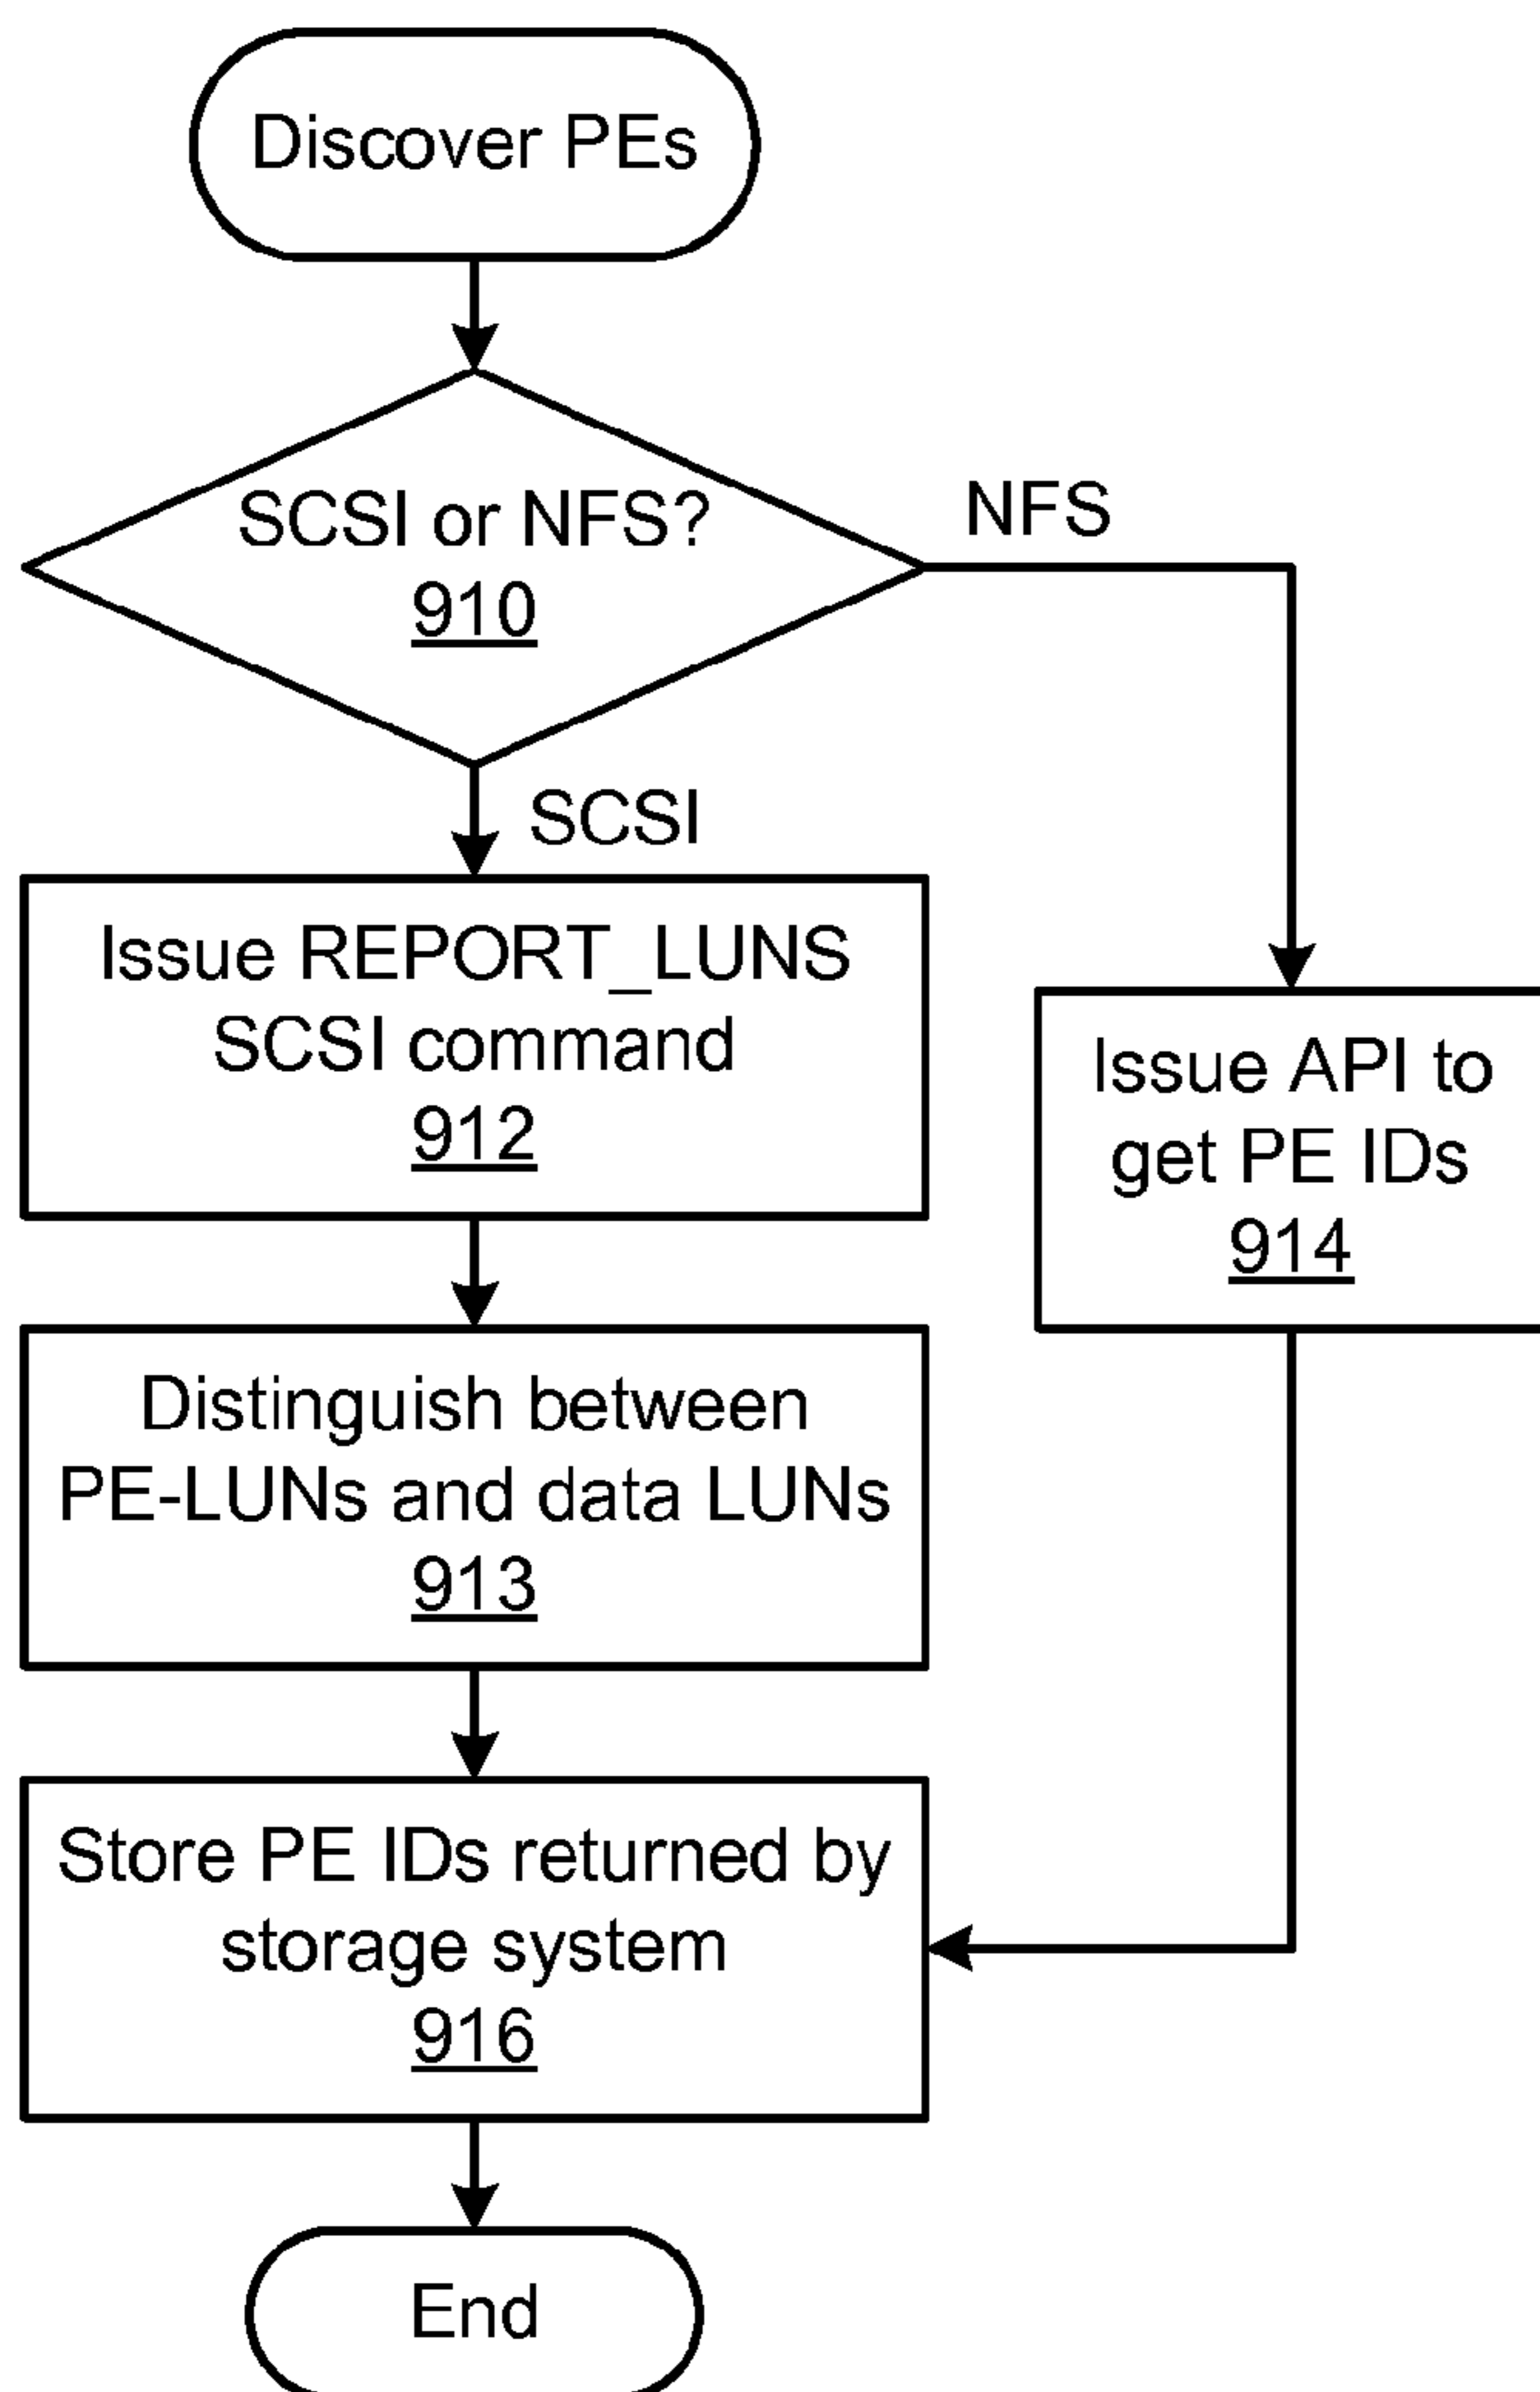 Discover PEs
SCSI or NFS?
910
NFS
SCSI
Issue REPORT_LUNS
SCSI command
912
Issue API to
get PE IDs
914
Distinguish between
PE-LUNs and data LUNs
913
Store PE IDs returned by
storage system
916
End